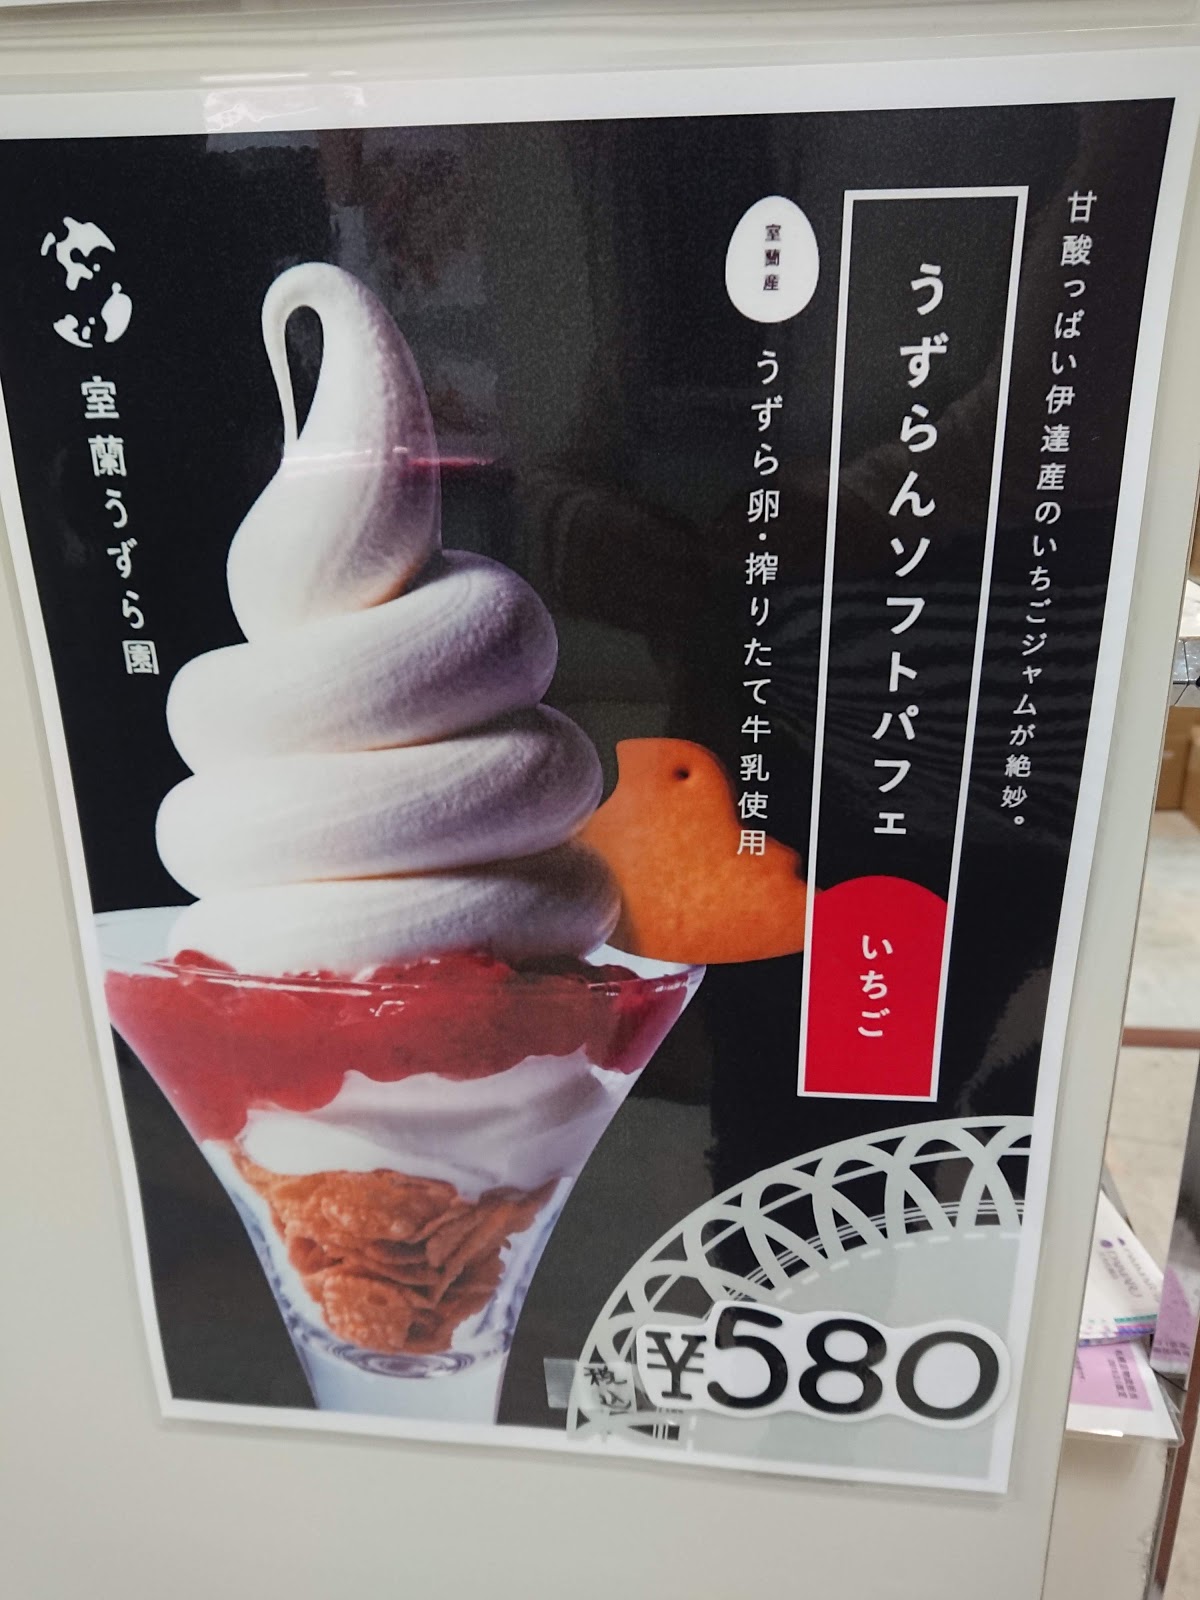 甘酸っぱい伊達産のいちごジャムが絶妙。
うずらんソフトパフェ
いちご
室蘭産
うずら卵・搾りたて牛乳使用
室蘭うずら園
税込
¥580